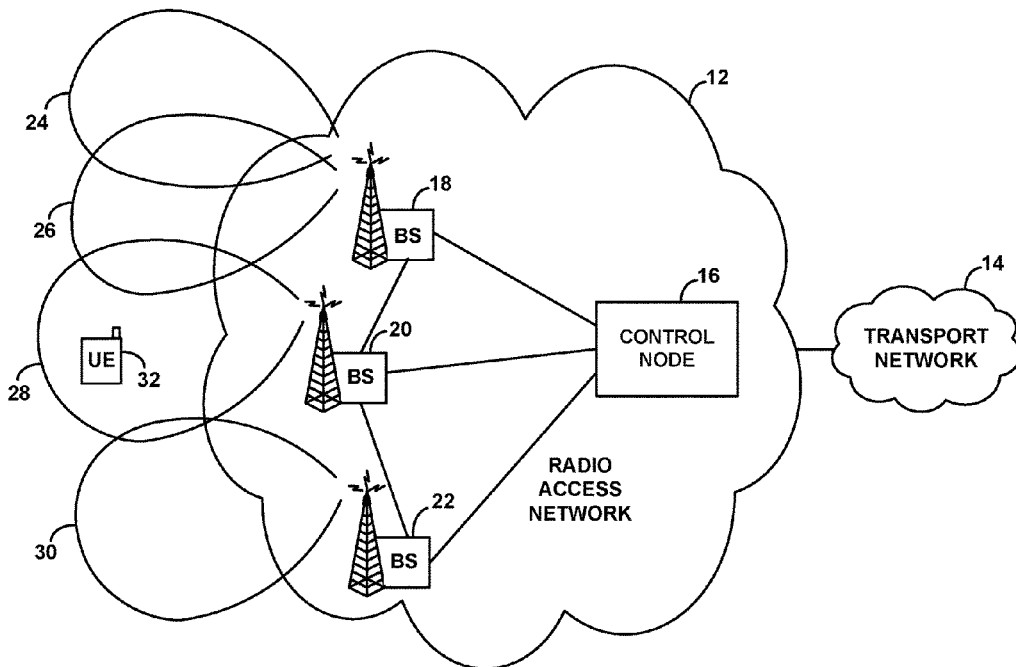 12
24
18
BS
26
14
16
TRANSPORT
NETWORK
CONTROL
NODE
20
BS
UE
32
28
RADIO
ACCESS
NETWORK
22
BS
30